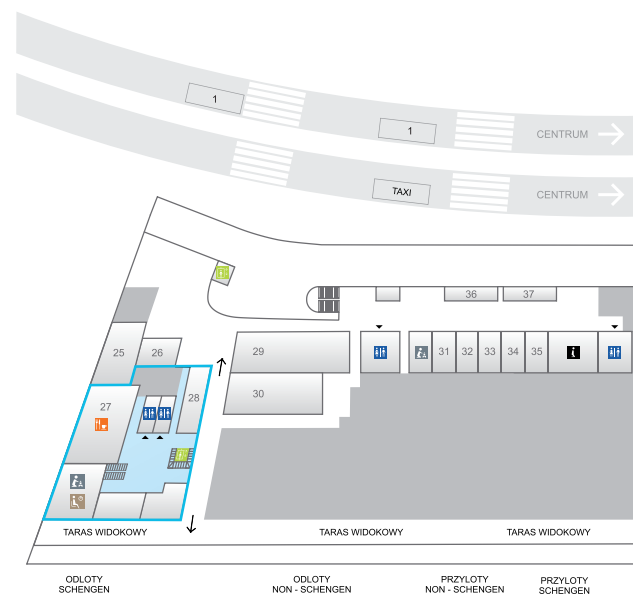 1
1
CENTRUM
TAXI
CENTRUM
36
37
25
26
29
31
32
33
34
35
30
28
27
TARAS WIDOKOWY
TARAS WIDOKOWY
TARAS WIDOKOWY
ODLOTY
SCHENGEN
ODLOTY
NON - SCHENGEN
PRZYLOTY
NON - SCHENGEN
PRZYLOTY
SCHENGEN